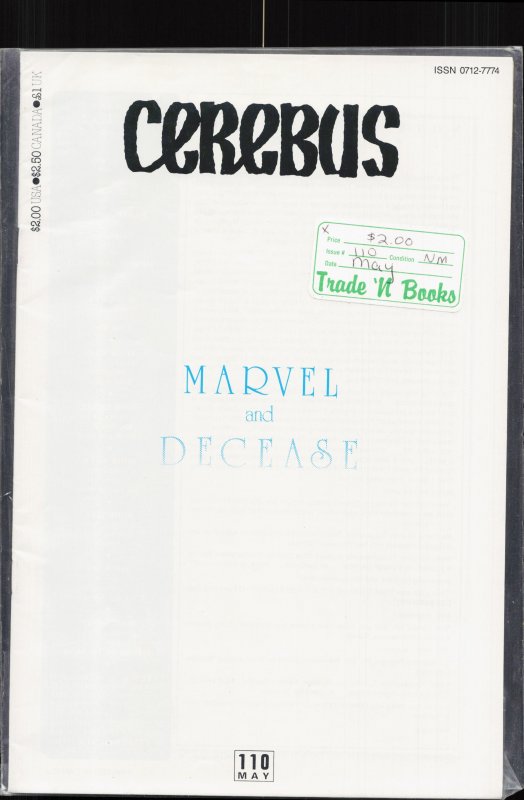 ISSN 0712-7774
$2.00 USA●$2.50 CANADA●£1 UK
CEREBUS
x
Price $2.00
Issue # 110 Condition NM
Date May
Trade 'N Books
MARVEL
and
DECEASE
110
MAY